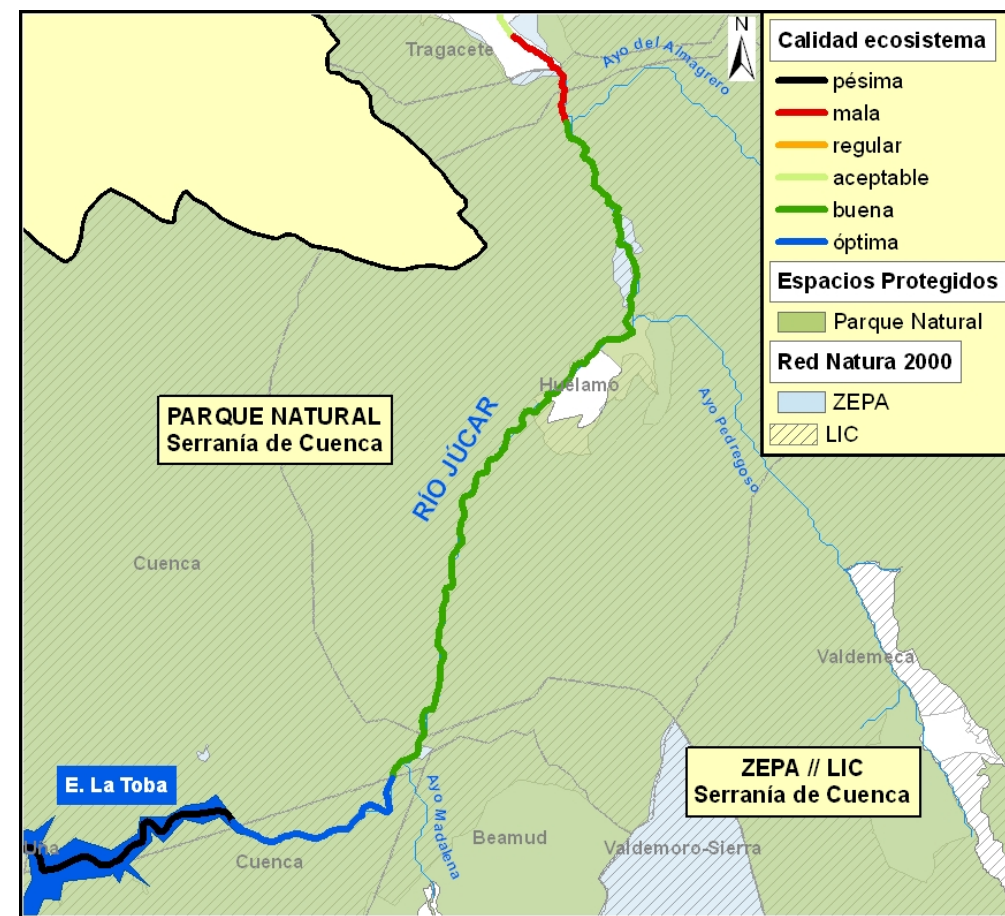 Tragacete
Ayo del Almagrero
N
Calidad ecosistema
pésima
mala
regular
aceptable
buena
óptima
Espacios Protegidos
Parque Natural
Red Natura 2000
ZEPA
LIC
Huélamo
PARQUE NATURAL
Serranía de Cuenca
RÍO JÚCAR
Ayo Pedregoso
Cuenca
Valdemeca
ZEPA // LIC
Serranía de Cuenca
E. La Toba
Ayo Madalena
Uña
Cuenca
Beamud
Valdemoro-Sierra